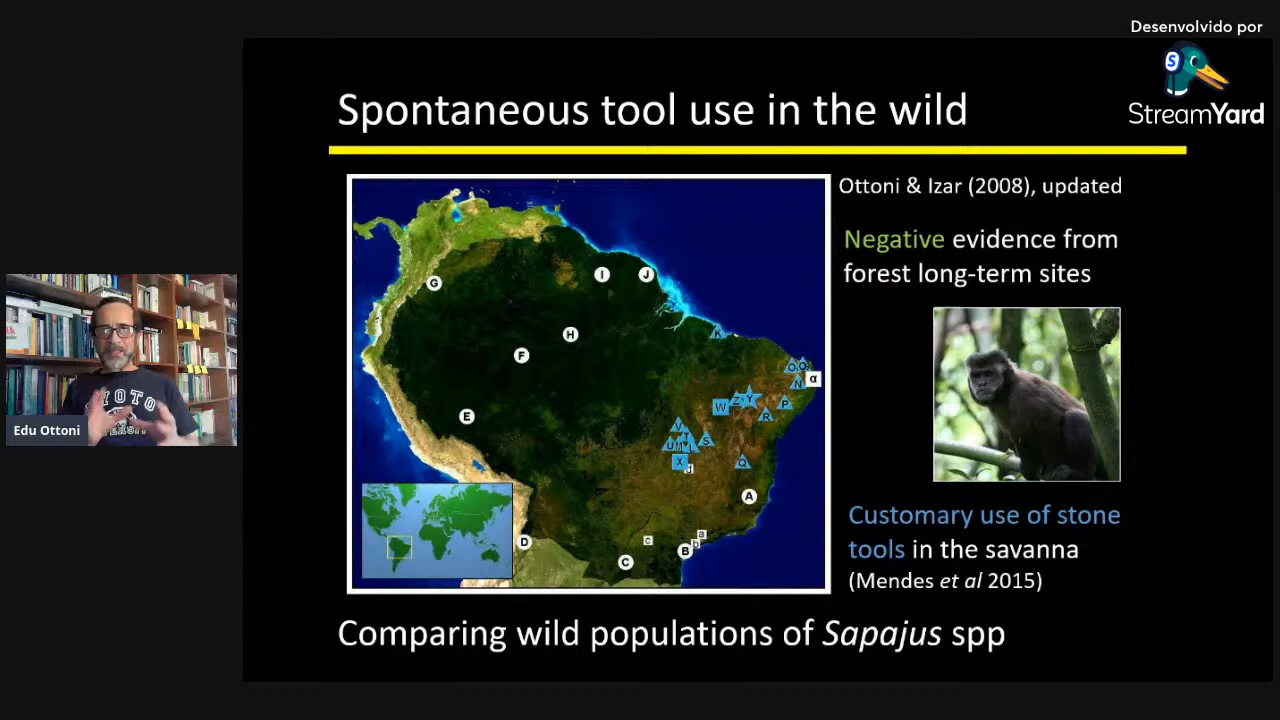 Desenvolvido por
StreamYard
Spontaneous tool use in the wild
Ottoni & Izar (2008), updated
Negative evidence from
forest long-term sites
G
I
J
H
F
K
E
α
N
W
Z
Y
P
R
V
S
X
Q
d
A
D
c
a
b
B
C
YOTO
Edu Ottoni
Customary use of stone
tools in the savanna
(Mendes et al 2015)
Comparing wild populations of Sapajus spp